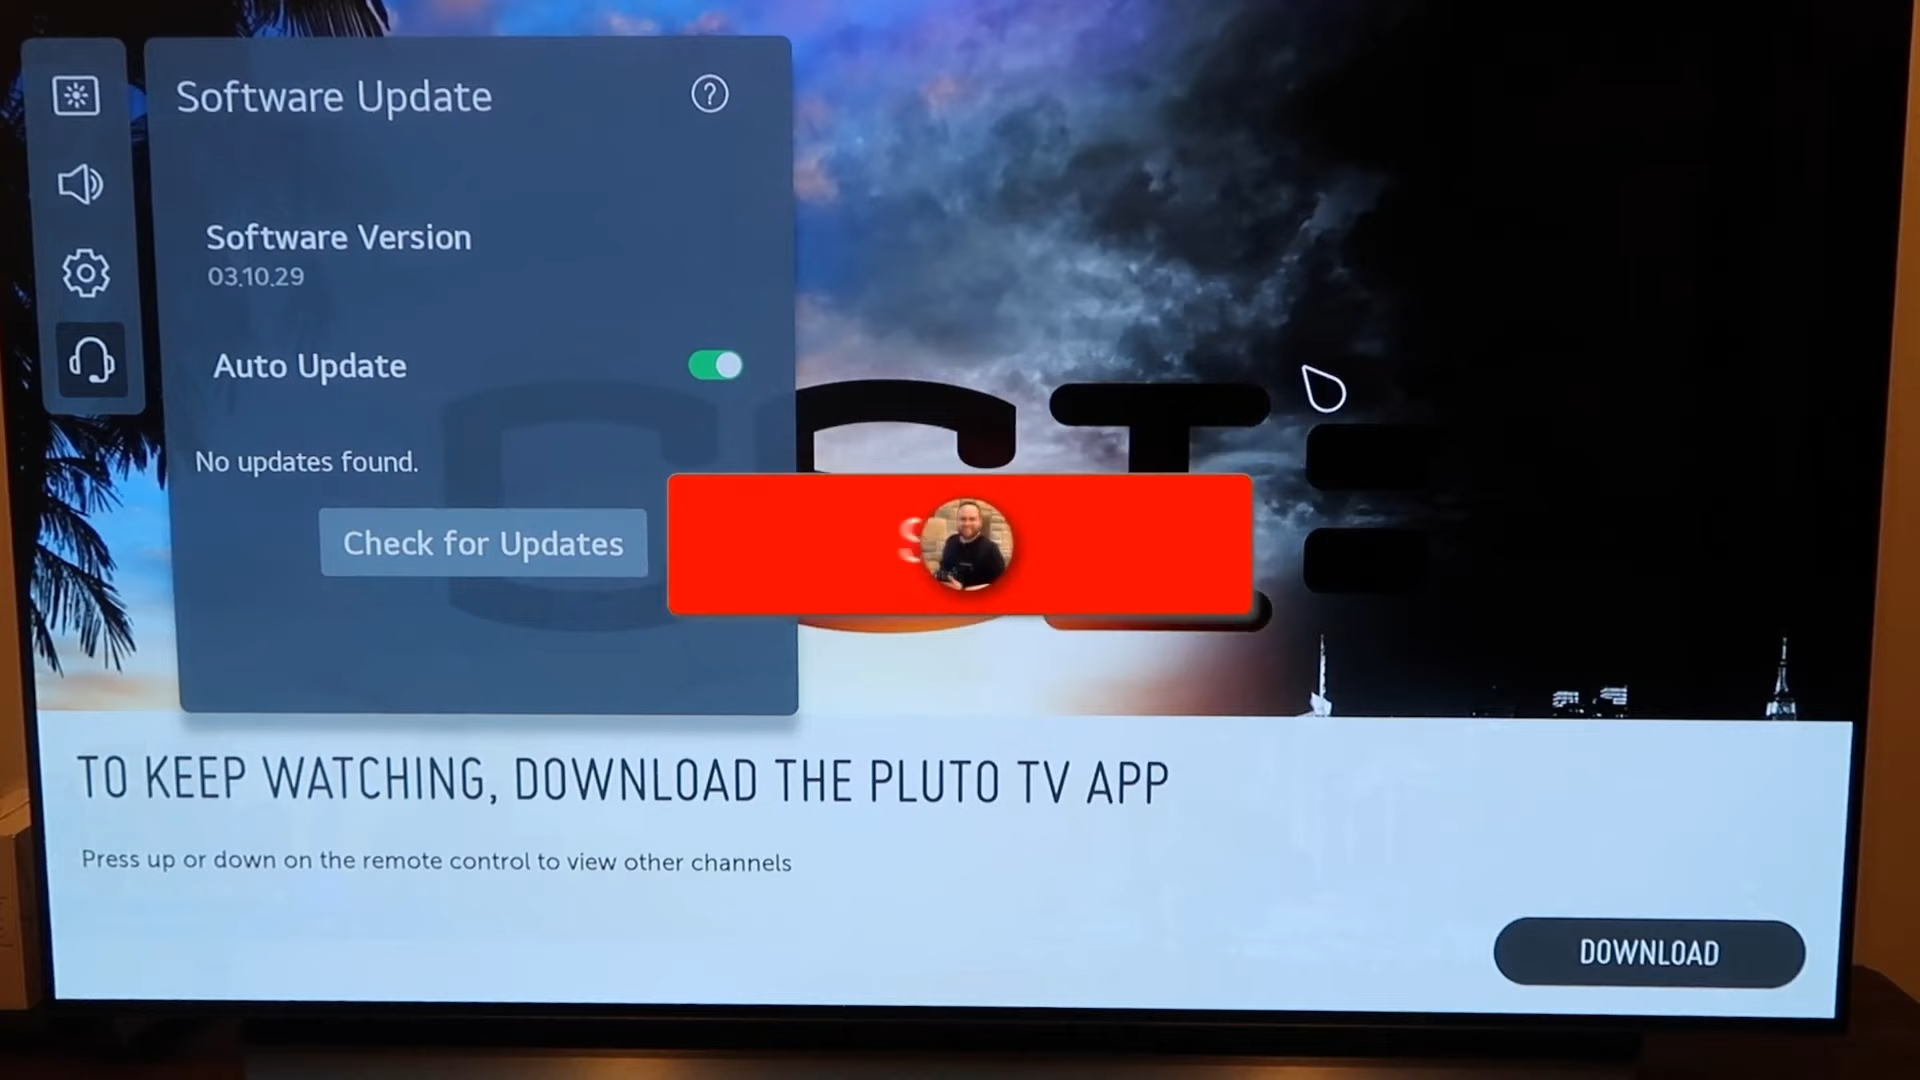 Software Update
?
Software Version
03.10.29
Auto Update
No updates found.
Check for Updates
S
TO KEEP WATCHING, DOWNLOAD THE PLUTO TV APP
Press up or down on the remote control to view other channels
DOWNLOAD